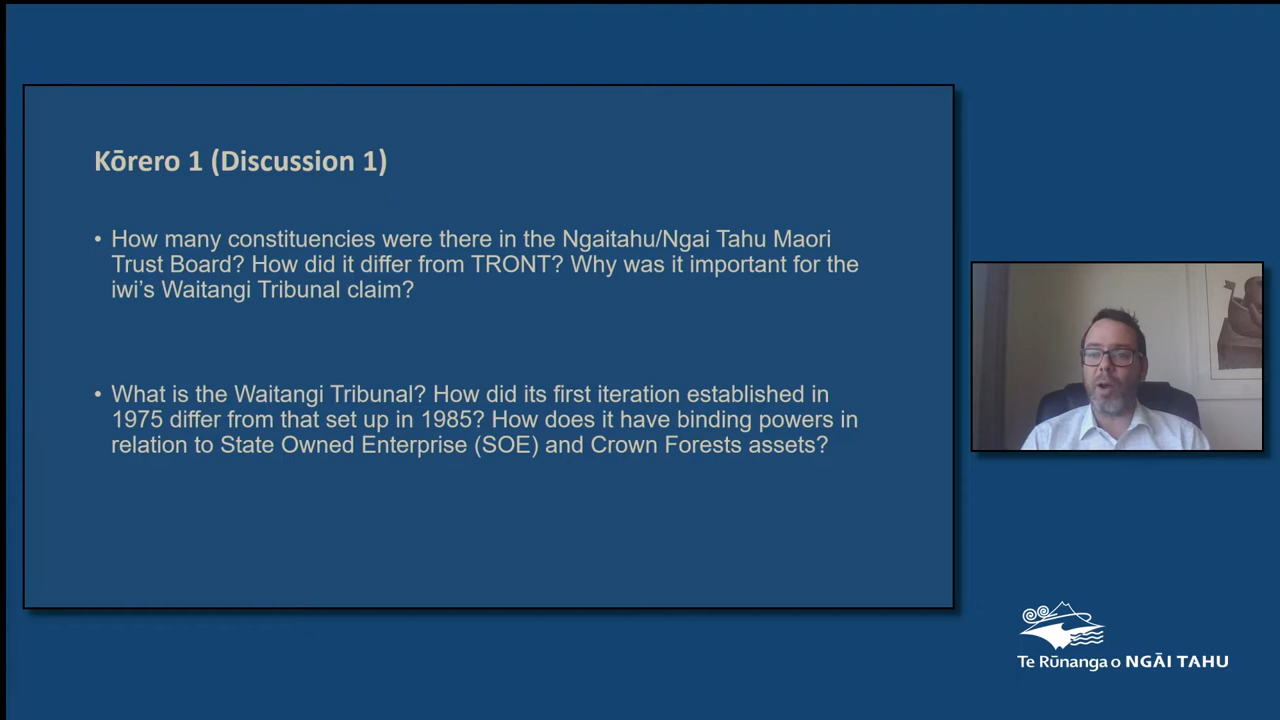 Kōrero 1 (Discussion 1)
• How many constituencies were there in the Ngaitahu/Ngai Tahu Maori
Trust Board? How did it differ from TRONT? Why was it important for the
iwi’s Waitangi Tribunal claim?
• What is the Waitangi Tribunal? How did its first iteration established in
1975 differ from that set up in 1985? How does it have binding powers in
relation to State Owned Enterprise (SOE) and Crown Forests assets?
Te Rūnanga o NGĀI TAHU